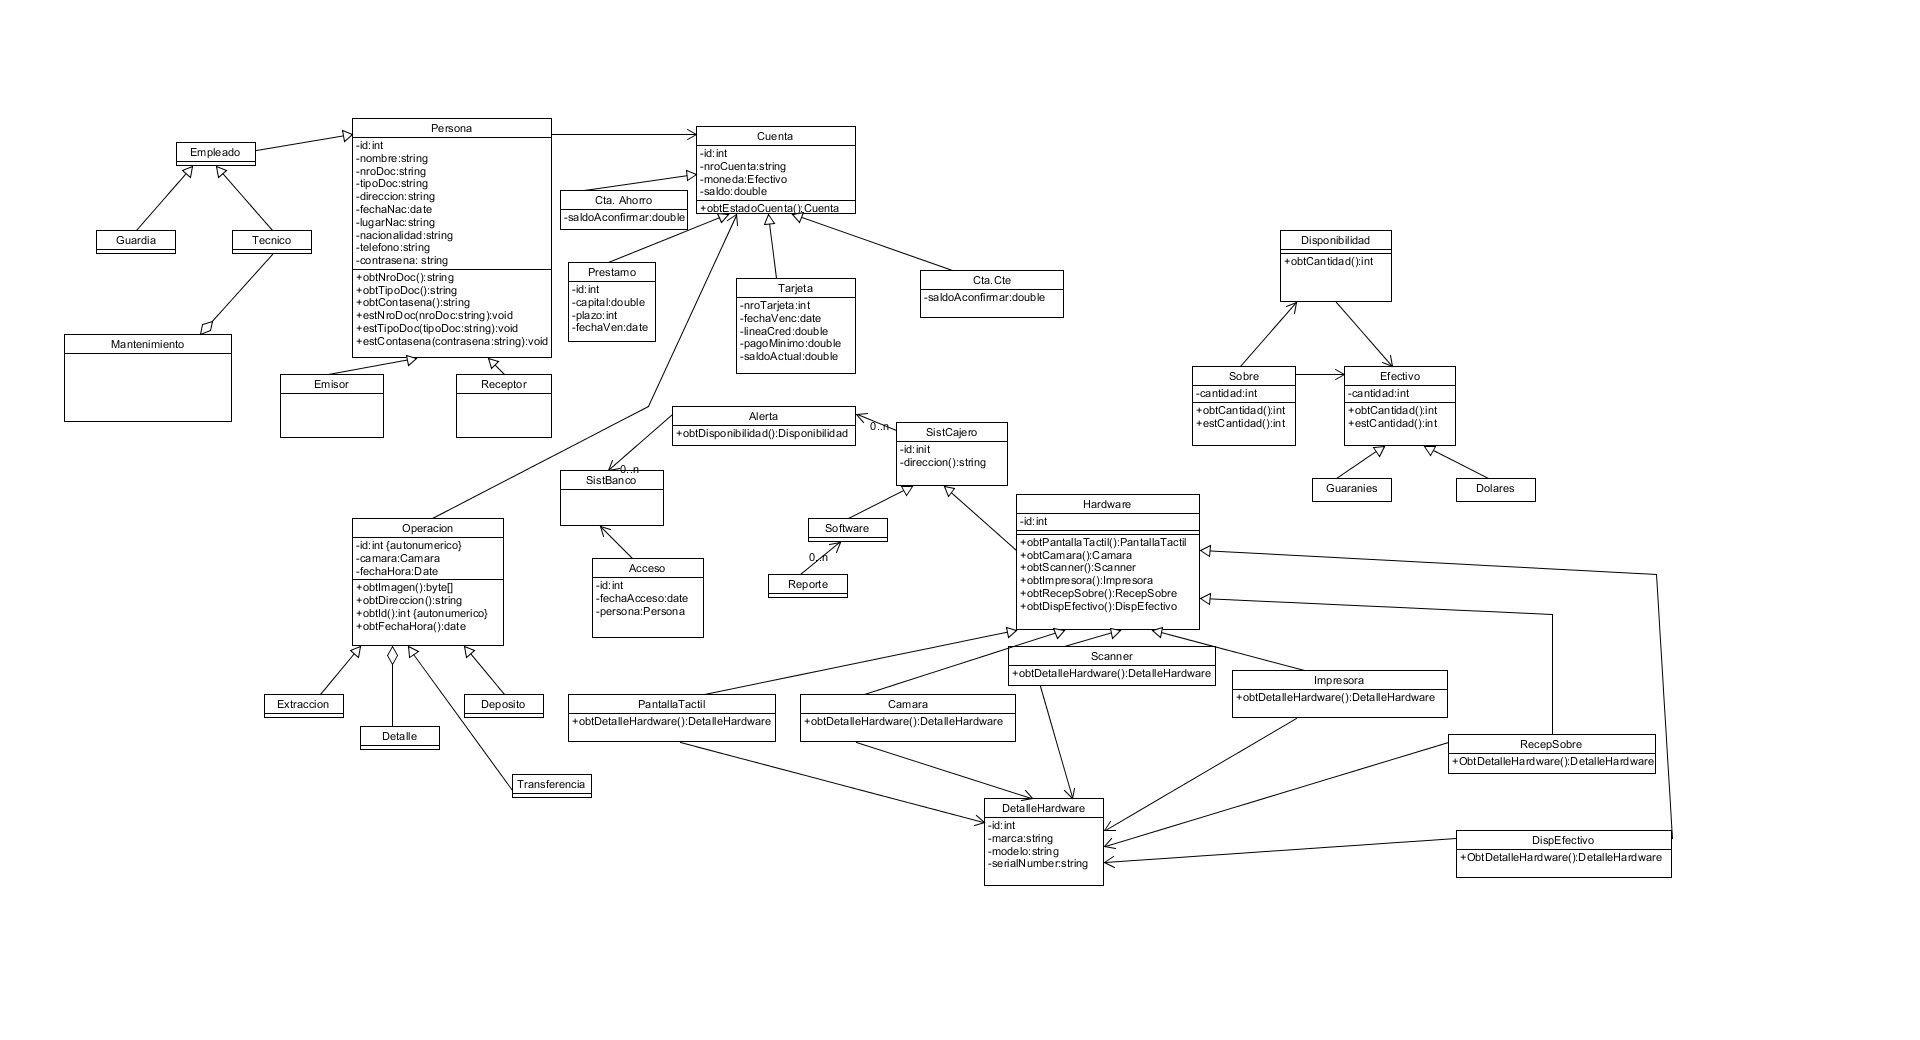 Persona
-id:int
-nombre:string
-nroDoc:string
-tipoDoc:string
-direccion:string
-fechaNac:date
-lugarNac:string
-nacionalidad:string
-telefono:string
-contrasena: string
+obtNroDoc():string
+obtTipoDoc():string
+obtContasena():string
+estNroDoc(nroDoc:string):void
+estTipoDoc(tipoDoc:string):void
+estContasena(contrasena:string):void
Empleado
Guardia
Tecnico
Mantenimiento
Emisor
Receptor
Cuenta
-id:int
-nroCuenta:string
-moneda:Efectivo
-saldo:double
+obtEstadoCuenta():Cuenta
Cta. Ahorro
-saldoAconfirmar:double
Prestamo
-id:int
-capital:double
-plazo:int
-fechaVen:date
Tarjeta
-nroTarjeta:int
-fechaVenc:date
-lineaCred:double
-pagoMinimo:double
-saldoActual:double
Cta.Cte
-saldoAconfirmar:double
Disponibilidad
+obtCantidad():int
Sobre
-cantidad:int
+obtCantidad():int
+estCantidad():int
Efectivo
-cantidad:int
+obtCantidad():int
+estCantidad():int
Guaranies
Dolares
Alerta
+obtDisponibilidad():Disponibilidad
0..n
SistCajero
-id:init
-direccion():string
0..n
SistBanco
Acceso
-id:int
-fechaAcceso:date
-persona:Persona
Software
0..n
Reporte
Hardware
-id:int
+obtPantallaTactil():PantallaTactil
+obtCamara():Camara
+obtScanner():Scanner
+obtImpresora():Impresora
+obtRecepSobre():RecepSobre
+obtDispEfectivo():DispEfectivo
Operacion
-id:int {autonumerico}
-camara:Camara
-fechaHora:Date
+obtImagen():byte[]
+obtDireccion():string
+obtId():int {autonumerico}
+obtFechaHora():date
Extraccion
Detalle
Deposito
Transferencia
PantallaTactil
+obtDetalleHardware():DetalleHardware
Camara
+obtDetalleHardware():DetalleHardware
Scanner
+obtDetalleHardware():DetalleHardware
Impresora
+obtDetalleHardware():DetalleHardware
RecepSobre
+ObtDetalleHardware():DetalleHardware
DispEfectivo
+ObtDetalleHardware():DetalleHardware
DetalleHardware
-id:int
-marca:string
-modelo:string
-serialNumber:string